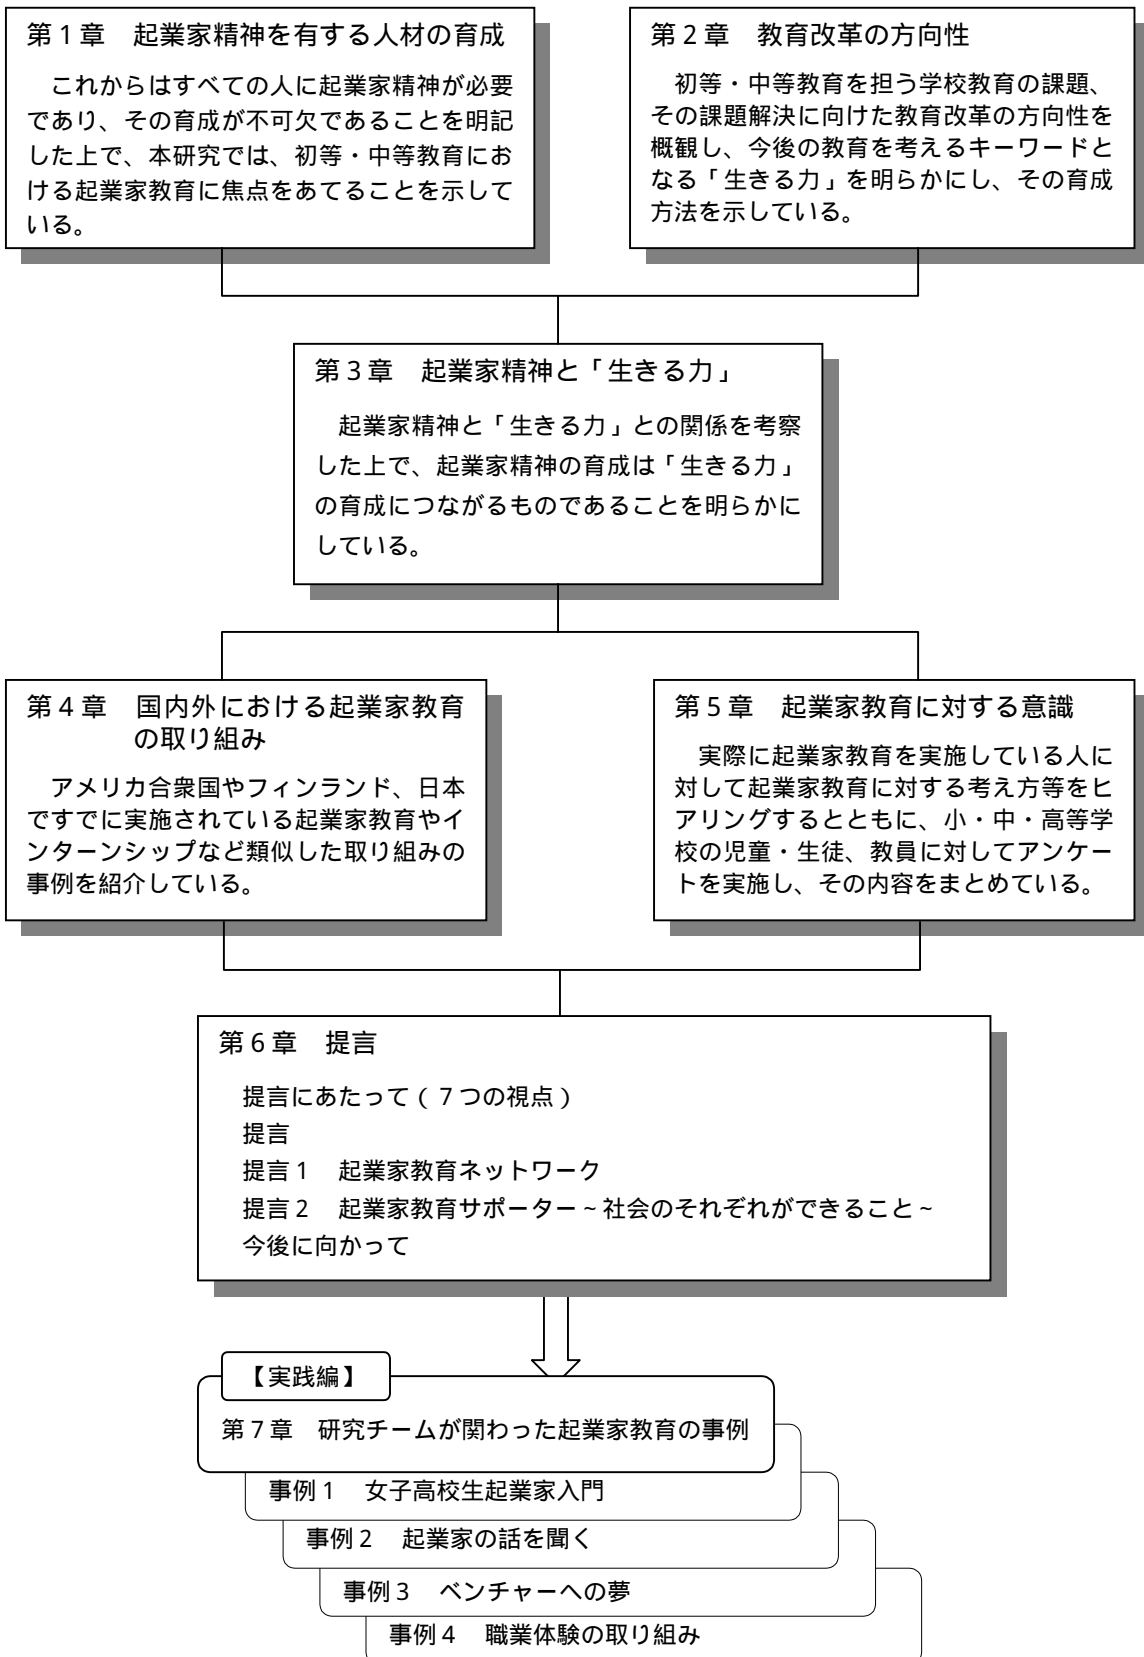 第１章　起業家精神を有する人材の育成
これからはすべての人に起業家精神が必要
であり、その育成が不可欠であることを明記
した上で、本研究では、初等・中等教育にお
ける起業家教育に焦点をあてることを示して
いる。
第２章　教育改革の方向性
初等・中等教育を担う学校教育の課題、
その課題解決に向けた教育改革の方向性を
概観し、今後の教育を考えるキーワードと
なる「生きる力」を明らかにし、その育成
方法を示している。
第３章　起業家精神と「生きる力」
起業家精神と「生きる力」との関係を考察
した上で、起業家精神の育成は「生きる力」
の育成につながるものであることを明らかに
している。
第４章　国内外における起業家教育
の取り組み
アメリカ合衆国やフィンランド、日本
ですでに実施されている起業家教育やイ
ンターンシップなど類似した取り組みの
事例を紹介している。
第５章　起業家教育に対する意識
実際に起業家教育を実施している人に
対して起業家教育に対する考え方等をヒ
アリングするとともに、小・中・高等学
校の児童・生徒、教員に対してアンケー
トを実施し、その内容をまとめている。
第６章　提言
提言にあたって（７つの視点）
提言
提言１　起業家教育ネットワーク
提言２　起業家教育サポーター～社会のそれぞれができること～
今後に向かって
【実践編】
第７章　研究チームが関わった起業家教育の事例
事例１　女子高校生起業家入門
事例２　起業家の話を聞く
事例３　ベンチャーへの夢
事例４　職業体験の取り組み